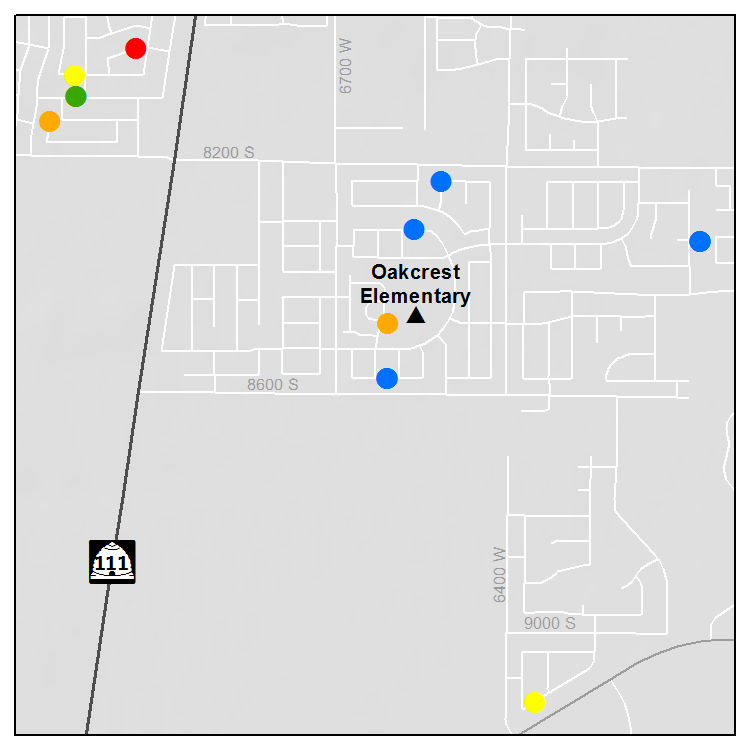 6700 W
8200 S
Oakcrest
Elementary
8600 S
111
6400 W
9000 S